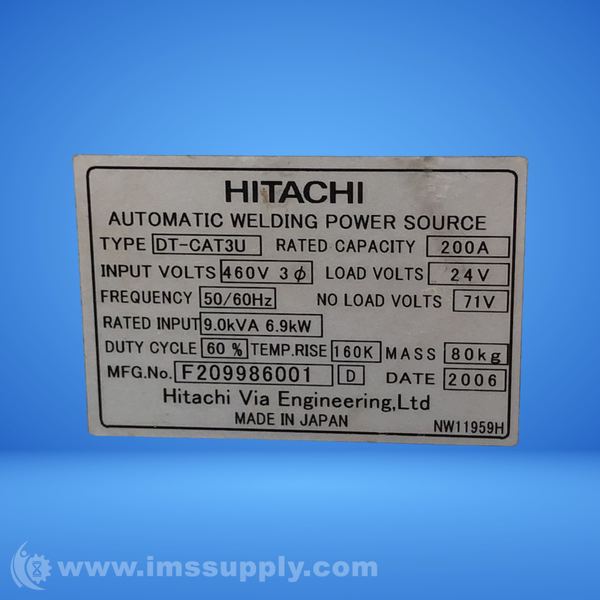 HITACHI
AUTOMATIC WELDING POWER SOURCE
TYPE DT-CAT3U RATED CAPACITY 200A
INPUT VOLTS 460V 3ϕ LOAD VOLTS 24V
FREQUENCY 50/60Hz NO LOAD VOLTS 71V
RATED INPUT 9.0kVA 6.9kW
DUTY CYCLE 60% TEMP.RISE 160K MASS 80kg
MFG.No. F209986001 D DATE 2006
Hitachi Via Engineering,Ltd
MADE IN JAPAN NW11959H
www.imssupply.com